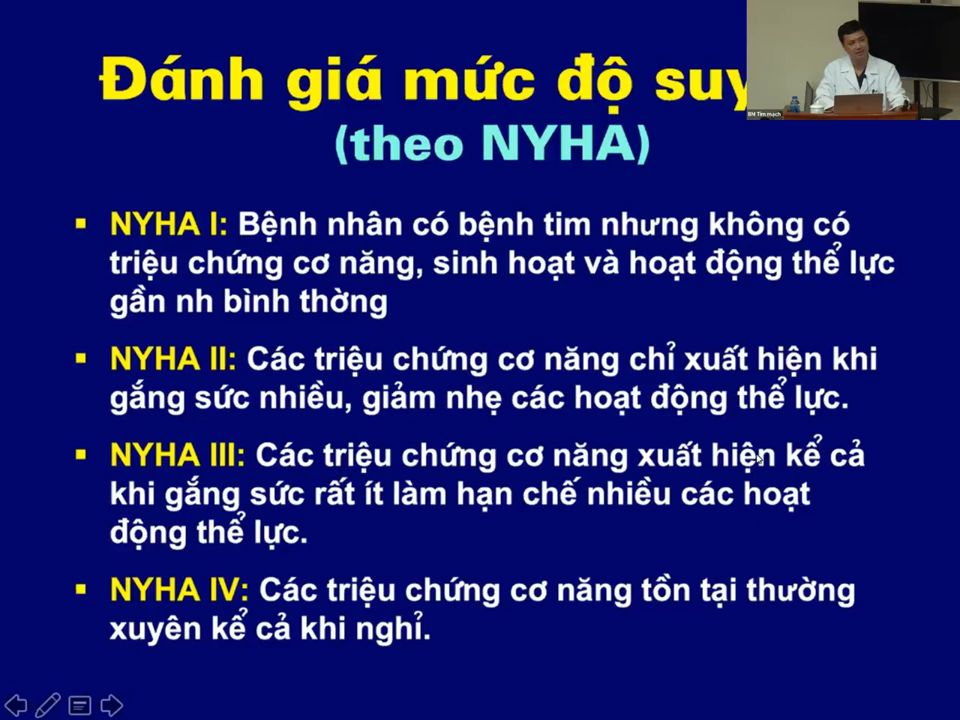 Đánh giá mức độ suy
(theo NYHA)
BM Tim mạch
NYHA I: Bệnh nhân có bệnh tim nhưng không có
triệu chứng cơ năng, sinh hoạt và hoạt động thể lực
gần nh bình thờng
NYHA II: Các triệu chứng cơ năng chỉ xuất hiện khi
gắng sức nhiều, giảm nhẹ các hoạt động thể lực.
NYHA III: Các triệu chứng cơ năng xuất hiện kể cả
khi gắng sức rất ít làm hạn chế nhiều các hoạt
động thể lực.
NYHA IV: Các triệu chứng cơ năng tồn tại thường
xuyên kể cả khi nghỉ.